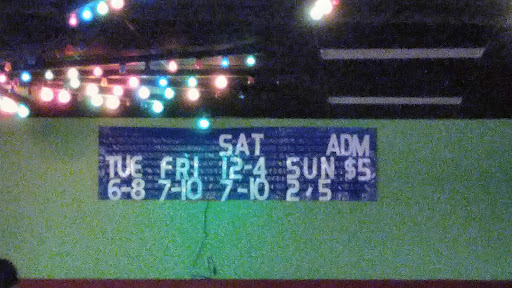 SAT ADM
TUE FRI 12-4 SUN $5
6-8 7-10 7-10 2,5